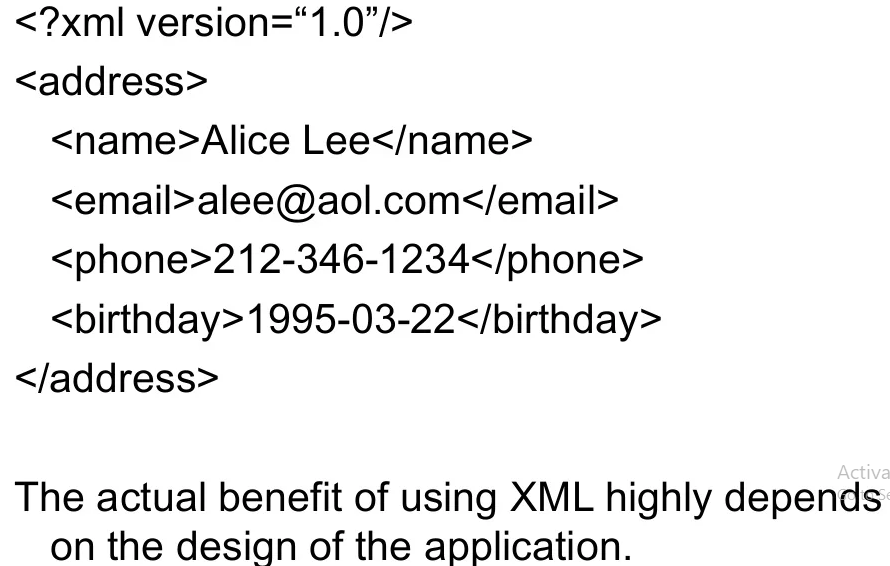 <?xml version=“1.0”/>
<address>
<name>Alice Lee</name>
<email>alee@aol.com</email>
<phone>212-346-1234</phone>
<birthday>1995-03-22</birthday>
</address>
Activa
The actual benefit of using XML highly depends
on the design of the application.